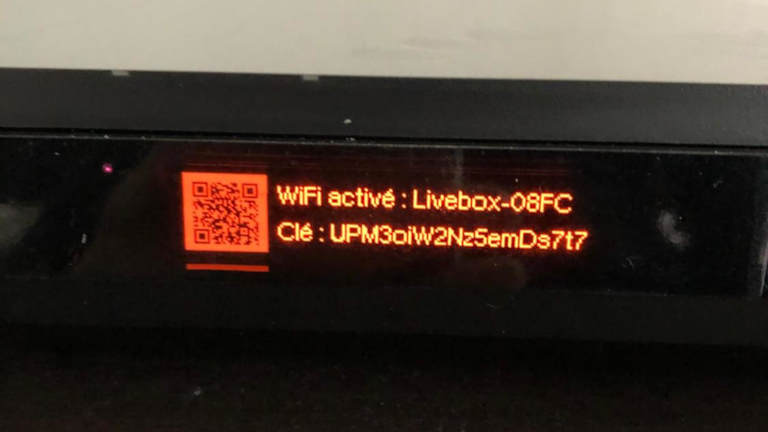 WiFi activé : Livebox-08FC
Clé : UPM3oiW2Nz5emDs7t7